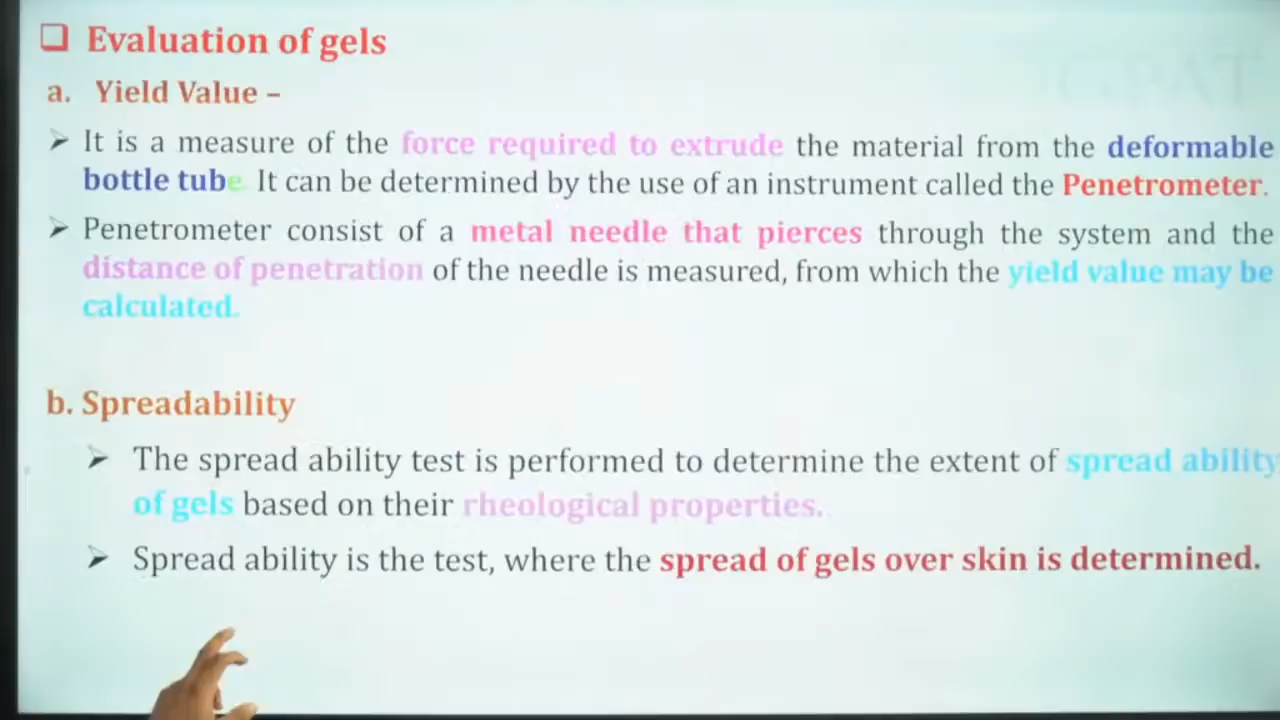 ❑ Evaluation of gels
a. Yield Value –
➢ It is a measure of the force required to extrude the material from the deformable
bottle tube. It can be determined by the use of an instrument called the Penetrometer.
➢ Penetrometer consist of a metal needle that pierces through the system and the
distance of penetration of the needle is measured, from which the yield value may be
calculated.
b. Spreadability
➢ The spread ability test is performed to determine the extent of spread ability
of gels based on their rheological properties.
➢ Spread ability is the test, where the spread of gels over skin is determined.